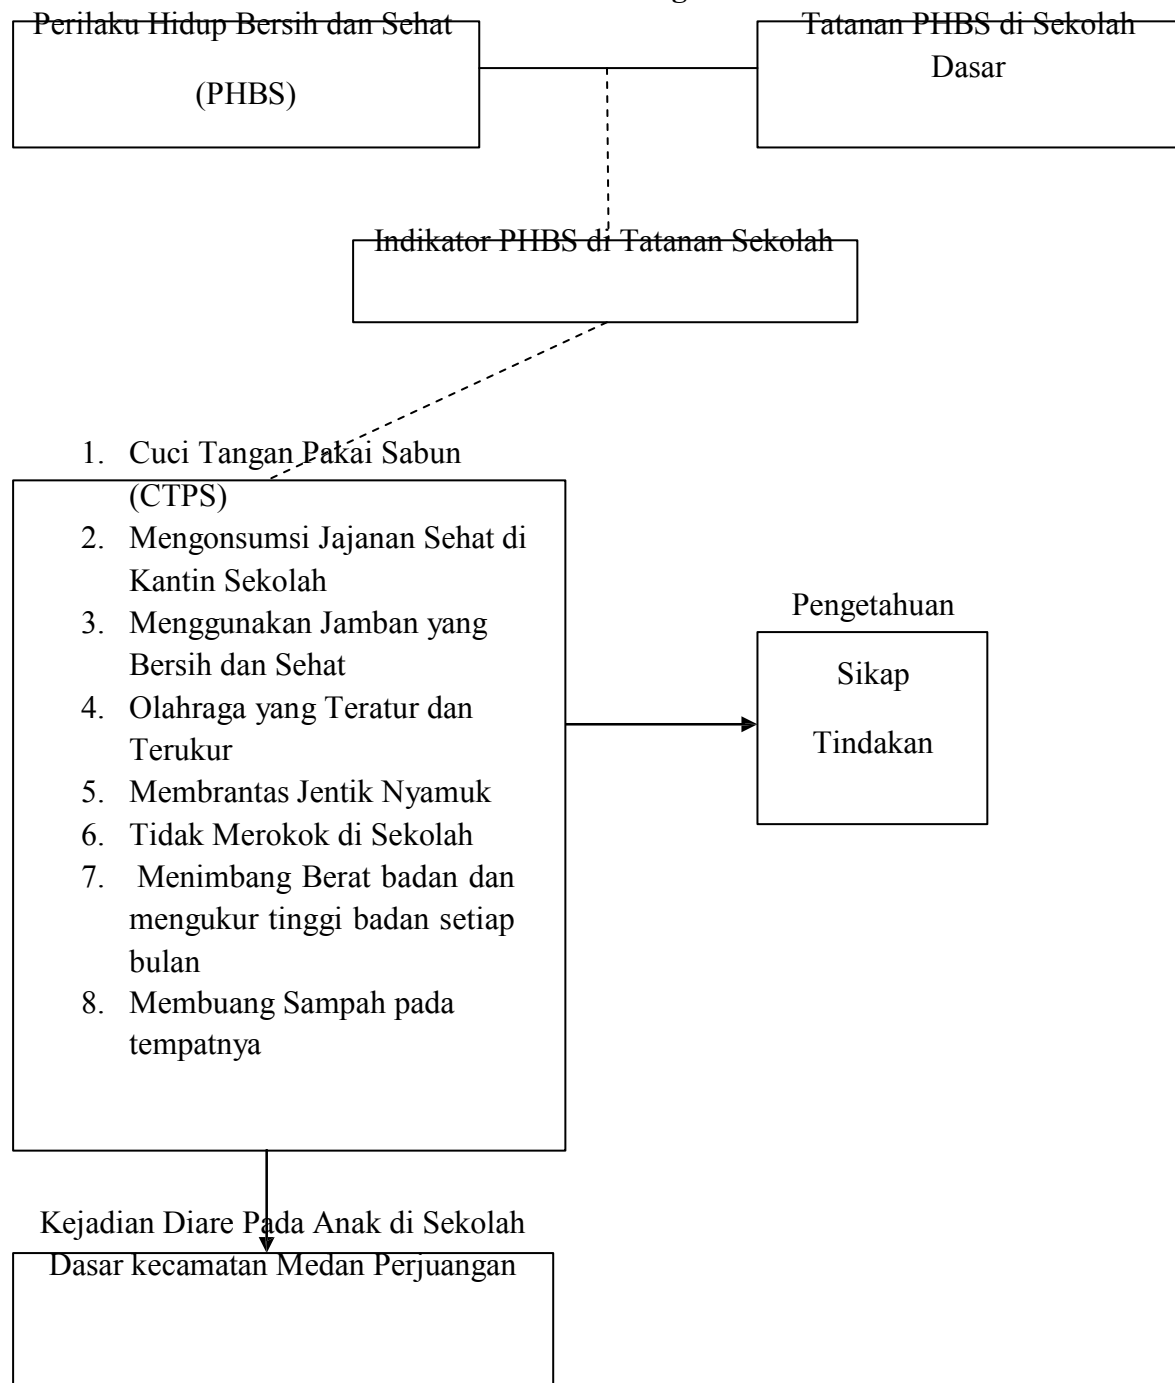 Perilaku Hidup Bersih dan Sehat
(PHBS)
Tatanan PHBS di Sekolah
Dasar
Indikator PHBS di Tatanan Sekolah
1. Cuci Tangan Pakai Sabun
(CTPS)
2. Mengonsumsi Jajanan Sehat di
Kantin Sekolah
3. Menggunakan Jamban yang
Bersih dan Sehat
4. Olahraga yang Teratur dan
Terukur
5. Membrantas Jentik Nyamuk
6. Tidak Merokok di Sekolah
7. Menimbang Berat badan dan
mengukur tinggi badan setiap
bulan
8. Membuang Sampah pada
tempatnya
Pengetahuan
Sikap
Tindakan
Kejadian Diare Pada Anak di Sekolah
Dasar kecamatan Medan Perjuangan